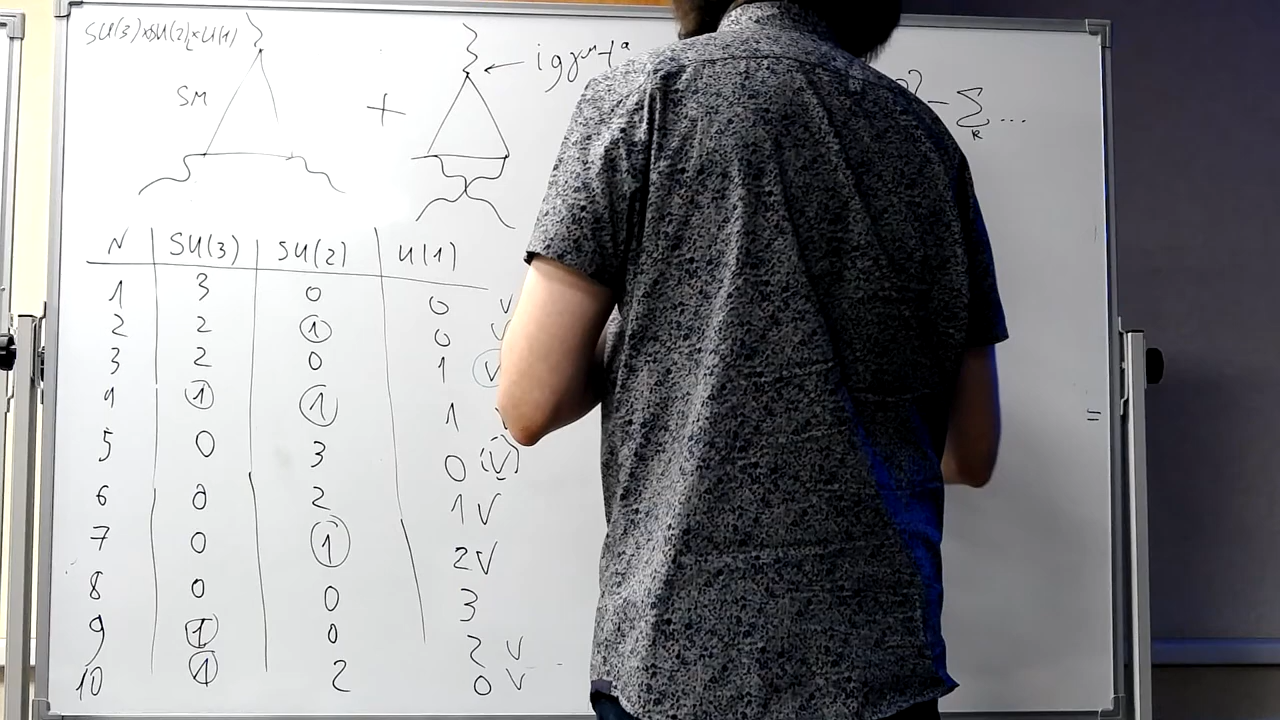 SU(3)×SU(2)L×U(1)
SM + ← igγ^μ t^a
− Σ ...
R
N SU(3) SU(2) U(1)
1 3 0 0 V
2 2 1 0 V
3 2 0 1 V
4 1 1 1
5 0 3 0 (V)
6 0 2 1 V
7 0 1 2 V
8 0 0 3
9 1 0 2 V
10 1 2 0 V
=